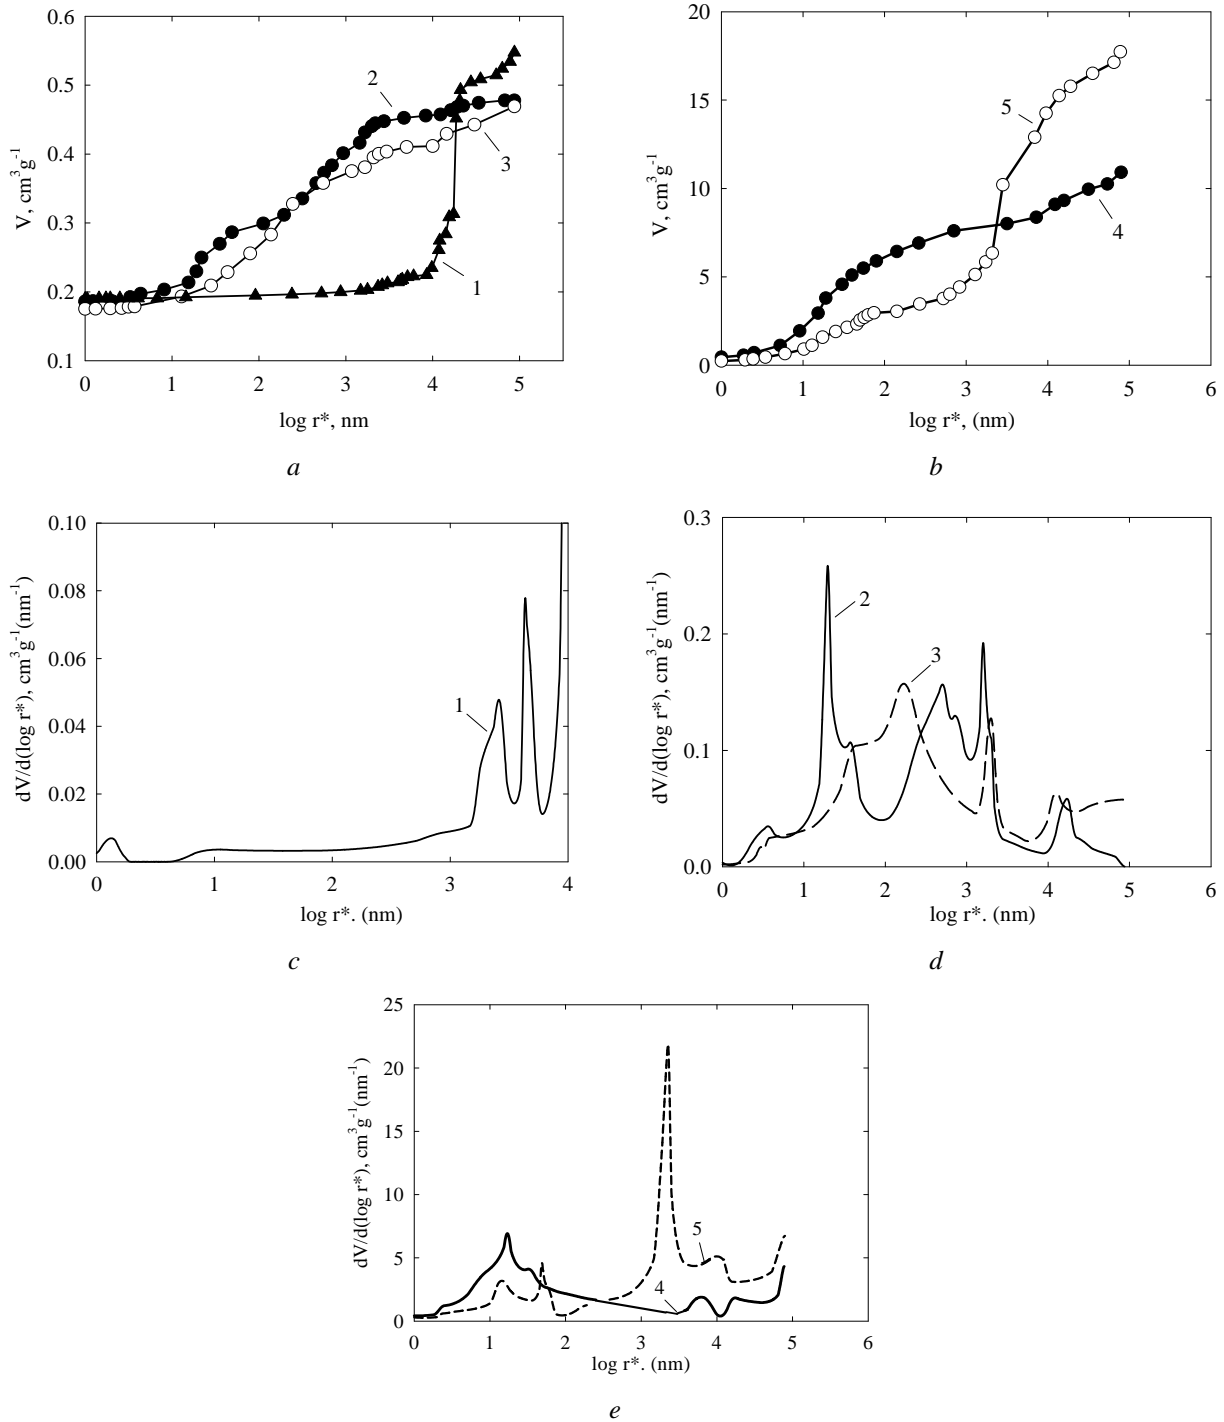 0.6
0.5
0.4
0.3
0.2
0.1
V, cm³g⁻¹
2
3
1
0 1 2 3 4 5
log r*, nm
a
20
15
10
5
0
V, cm³g⁻¹
5
4
0 1 2 3 4 5 6
log r*, (nm)
b
0.10
0.08
0.06
0.04
0.02
0.00
dV/d(log r*), cm³g⁻¹(nm⁻¹)
1
0 1 2 3 4
log r*. (nm)
c
0.3
0.2
0.1
0.0
dV/d(log r*), cm³g⁻¹(nm⁻¹)
2
3
0 1 2 3 4 5 6
log r*. (nm)
d
25
20
15
10
5
0
dV/d(log r*), cm³g⁻¹(nm⁻¹)
5
4
0 1 2 3 4 5 6
log r*. (nm)
e